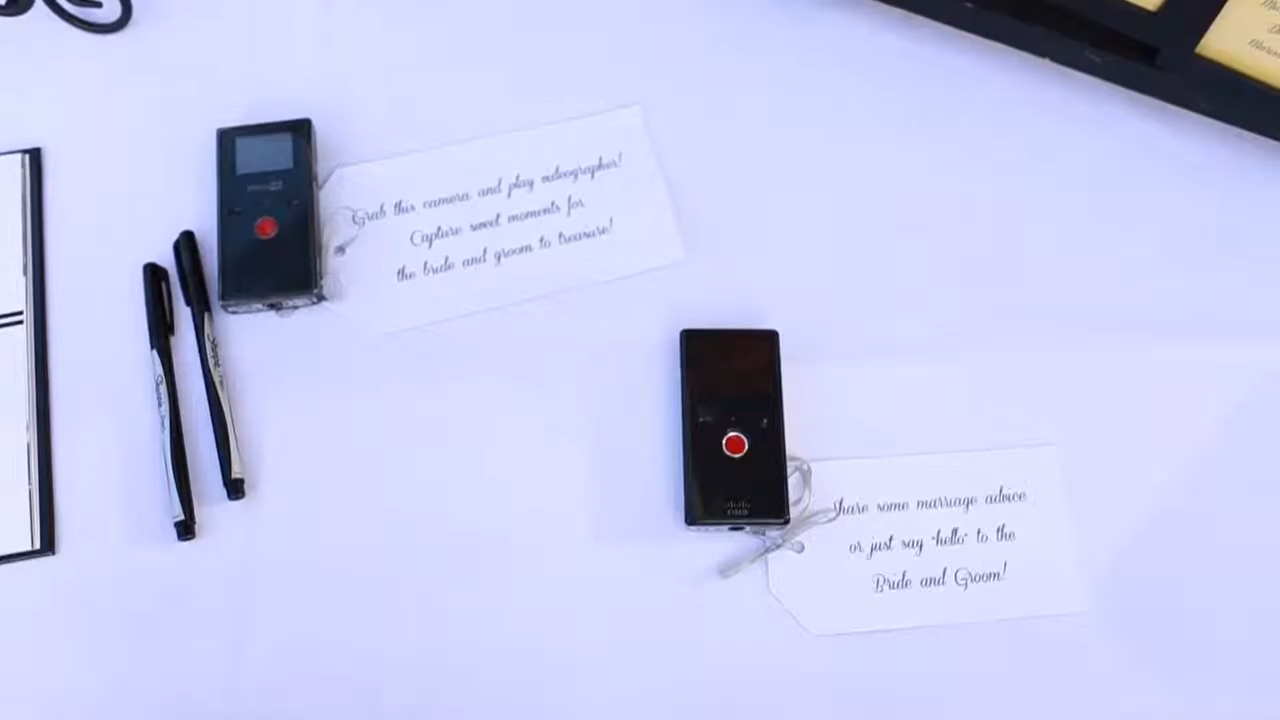 Grab this camera and play videographer!
Capture sweet moments for
the bride and groom to treasure!
Share some marriage advice
or just say "hello" to the
Bride and Groom!
Sharpie